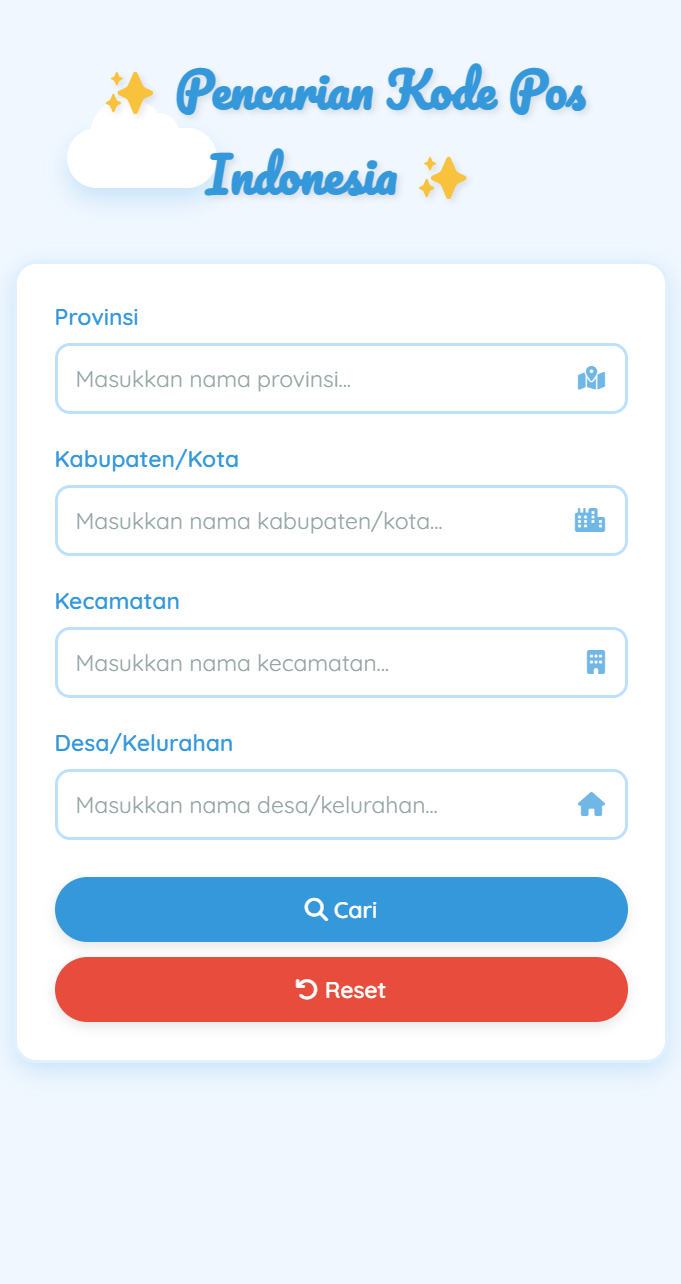 ✨ Pencarian Kode Pos
Indonesia ✨
Provinsi
Masukkan nama provinsi...
Kabupaten/Kota
Masukkan nama kabupaten/kota...
Kecamatan
Masukkan nama kecamatan...
Desa/Kelurahan
Masukkan nama desa/kelurahan...
Cari
Reset